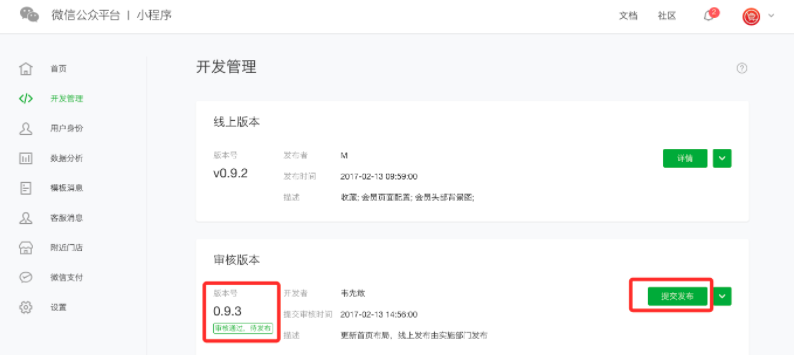 微信公众平台 | 小程序
文档 社区 2
首页
开发管理
用户身份
数据分析
模板消息
客服消息
附近门店
微信支付
设置
开发管理
线上版本
版本号 发布者 M 详情
v0.9.2 发布时间 2017-02-13 09:59:00
描述 收藏; 会员页面配置; 会员头部背景图;
审核版本
版本号 开发者 韦先敢 提交发布
0.9.3 提交审核时间 2017-02-13 14:56:00
审核通过，待发布
描述 更新首页布局，线上发布由实施部门发布